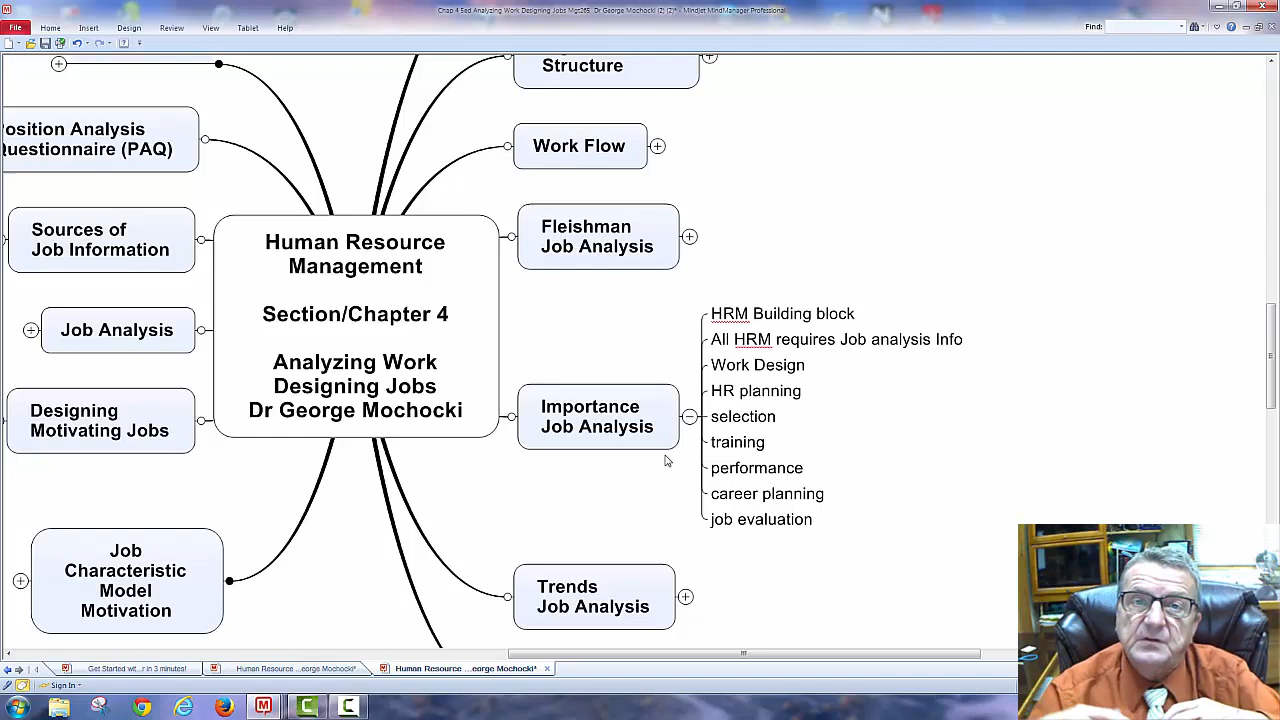 Chap 4 Sed Analyzing Work Designing Jobs Mgt265 Dr George Mochocki (2) (2)* - Mindjet MindManager Professional
File Home Insert Design Review View Tablet Help
Find:
Structure
Position Analysis
Questionnaire (PAQ)
Work Flow
Sources of
Job Information
Fleishman
Job Analysis
Human Resource
Management
Section/Chapter 4
Analyzing Work
Designing Jobs
Dr George Mochocki
Job Analysis
Designing
Motivating Jobs
Importance
Job Analysis
HRM Building block
All HRM requires Job analysis Info
Work Design
HR planning
selection
training
performance
career planning
job evaluation
Job
Characteristic
Model
Motivation
Trends
Job Analysis
Get Started wit...r in 3 minutes!
Human Resource ...eorge Mochocki*
Human Resource ...eorge Mochocki*
Sign In